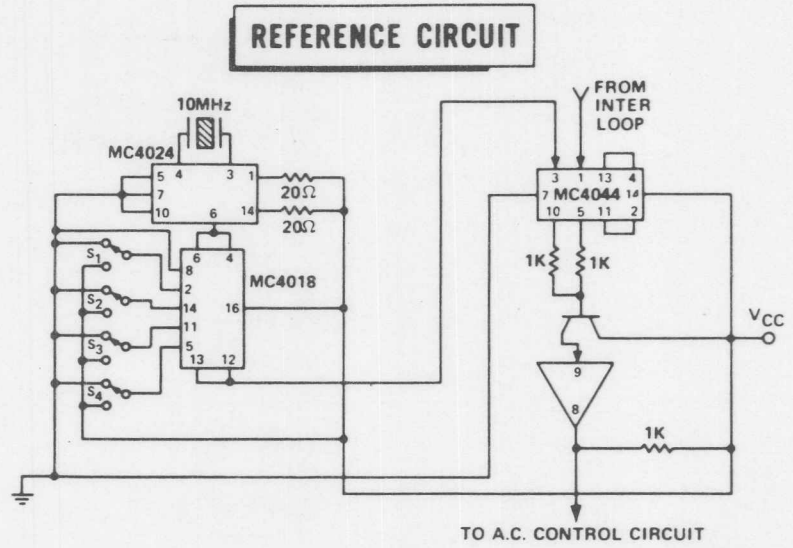 REFERENCE CIRCUIT
10MHz
MC4024
4 3
5
7
10
1
14
6
20Ω
20Ω
FROM
INTER
LOOP
3 1 13 4
7 MC4044 14
10 5 11 2
1K 1K
6 4
MC4018
8
2
14
11
5
16
13 12
S1
S2
S3
S4
VCC
9
8
1K
TO A.C. CONTROL CIRCUIT